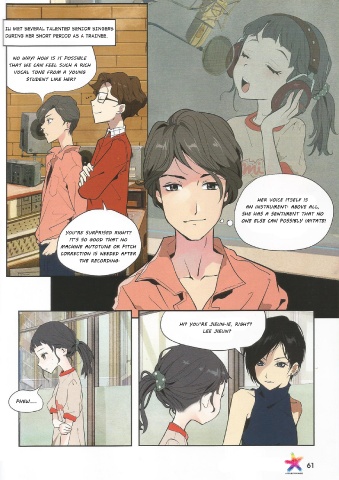 IU MET SEVERAL TALENTED SENIOR SINGERS
DURING HER SHORT PERIOD AS A TRAINEE.
NO WAY! HOW IS IT POSSIBLE
THAT WE CAN FEEL SUCH A RICH
VOCAL TONE FROM A YOUNG
STUDENT LIKE HER?
HER VOICE ITSELF IS
AN INSTRUMENT. ABOVE ALL,
SHE HAS A SENTIMENT THAT NO
ONE ELSE CAN POSSIBLY IMITATE!
YOU'RE SURPRISED RIGHT?
IT'S SO GOOD THAT NO
MACHINE AUTOTUNE OR PITCH
CORRECTION IS NEEDED AFTER
THE RECORDING.
PHEW...
HI? YOU'RE JIEUN-IE, RIGHT?
LEE JIEUN?
61